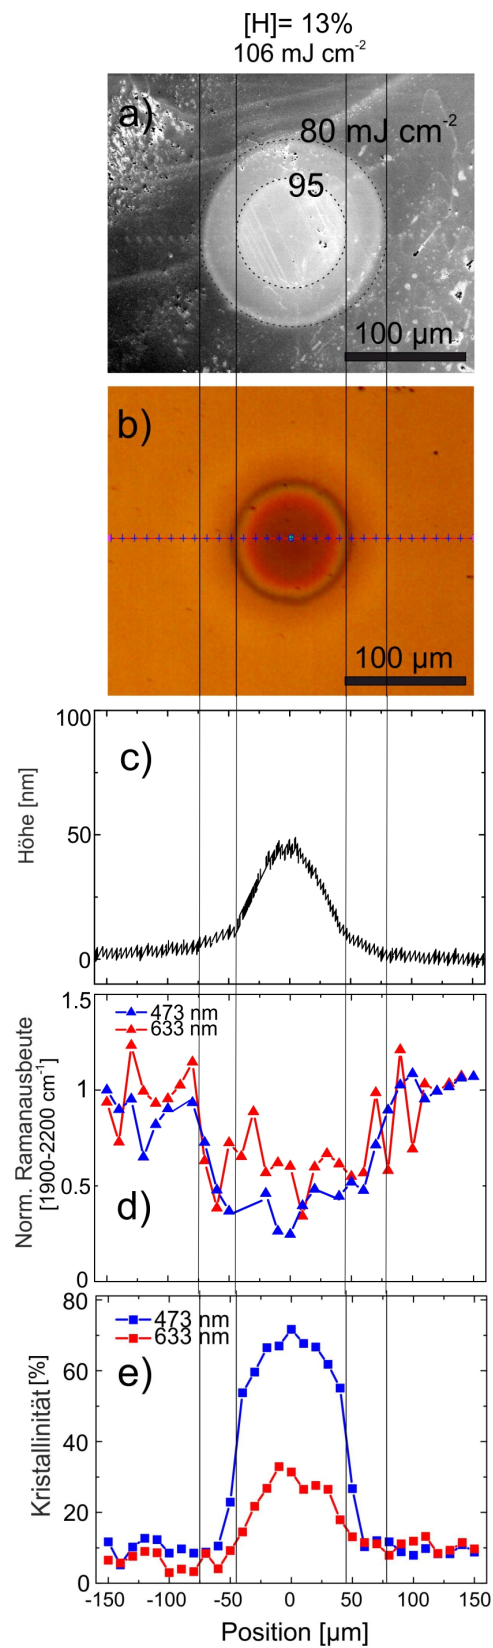 [H]= 13%
106 mJ cm-2
a)
80 mJ cm-2
95
100 µm
b)
100 µm
100
50
0
Höhe [nm]
c)
1.5
1
0.5
0
Norm. Ramanausbeute
[1900-2200 cm-1]
473 nm
633 nm
d)
80
60
40
20
0
Kristallinität [%]
473 nm
633 nm
e)
-150 -100 -50 0 50 100 150
Position [µm]